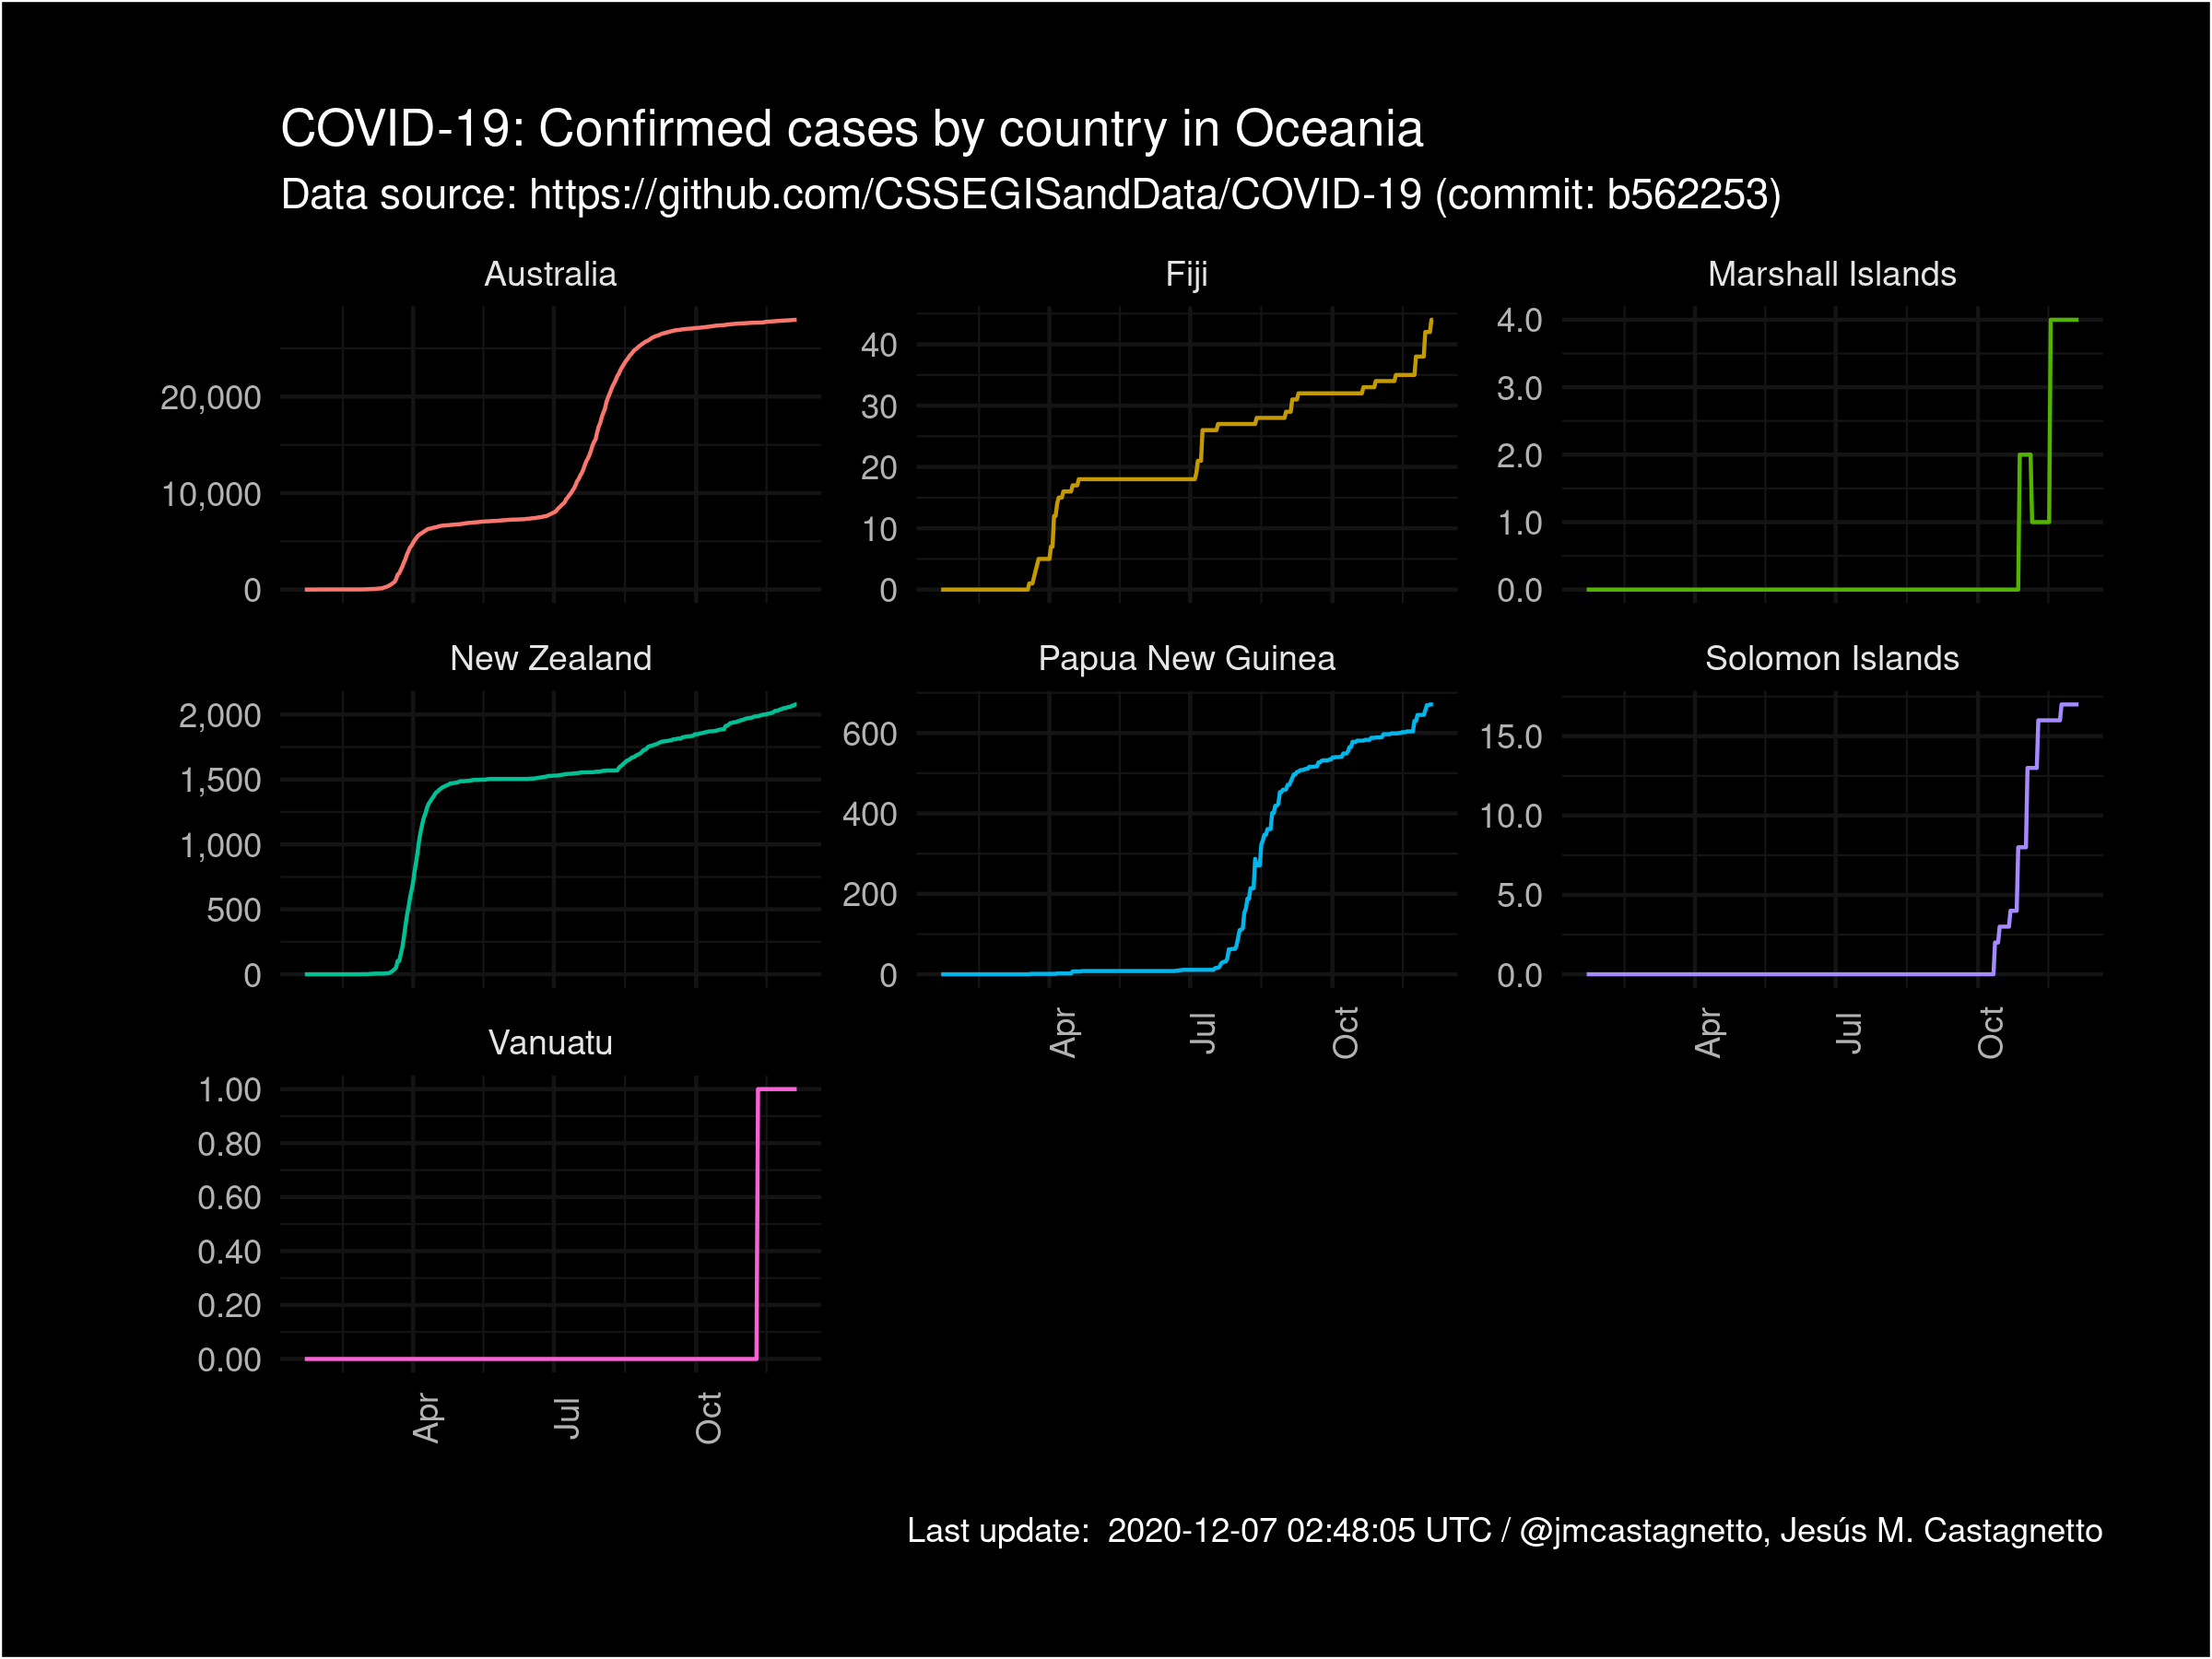 COVID-19: Confirmed cases by country in Oceania
Data source: https://github.com/CSSEGISandData/COVID-19 (commit: b562253)
Australia
20,000
10,000
0
Fiji
40
30
20
10
0
Marshall Islands
4.0
3.0
2.0
1.0
0.0
New Zealand
2,000
1,500
1,000
500
0
Papua New Guinea
600
400
200
0
Apr
Jul
Oct
Solomon Islands
15.0
10.0
5.0
0.0
Apr
Jul
Oct
Vanuatu
1.00
0.80
0.60
0.40
0.20
0.00
Apr
Jul
Oct
Last update:  2020-12-07 02:48:05 UTC / @jmcastagnetto, Jesús M. Castagnetto